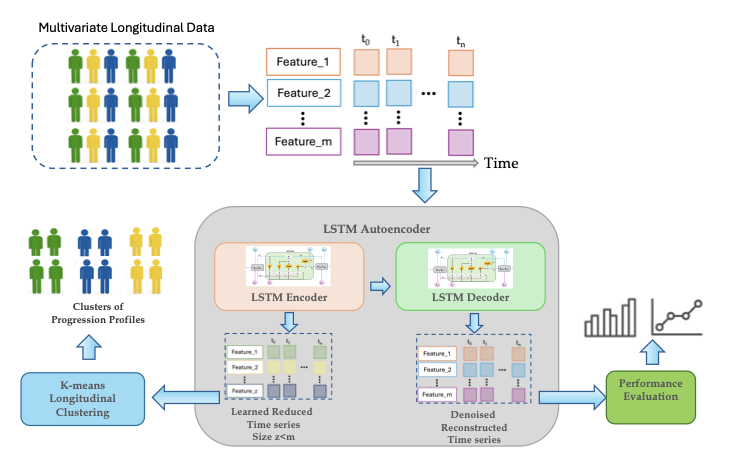 Multivariate Longitudinal Data
t0 t1 tn
Feature_1
Feature_2
Feature_m
Time
LSTM Autoencoder
LSTM Encoder
LSTM Decoder
t0 t1 tn
Feature_1
Feature_2
Feature_z
Learned Reduced
Time series
Size z<m
t0 t1 tn
Feature_1
Feature_2
Feature_m
Denoised
Reconstructed
Time series
Clusters of
Progression Profiles
K-means
Longitudinal
Clustering
Performance
Evaluation